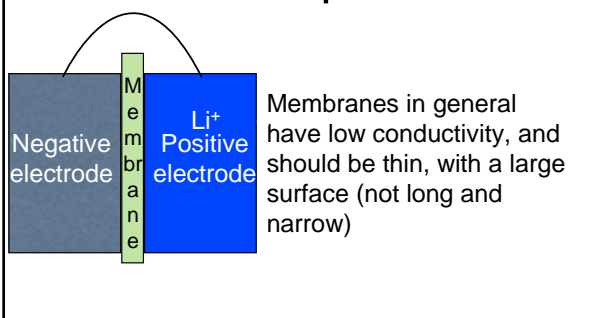 Negative
electrode
Membrane
Li⁺
Positive
electrode
Membranes in general
have low conductivity, and
should be thin, with a large
surface (not long and
narrow)